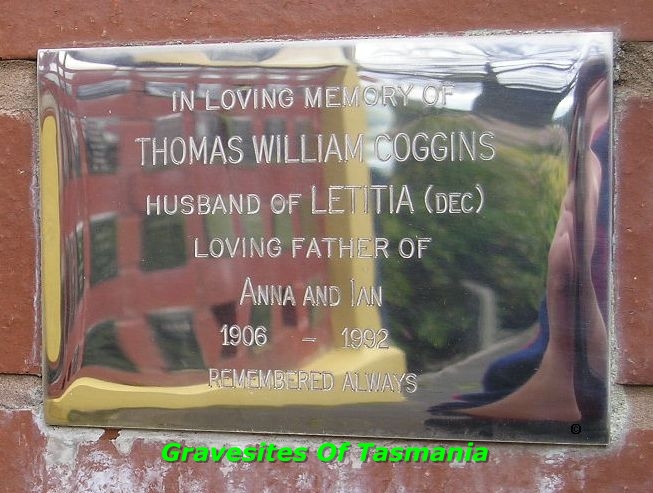 IN LOVING MEMORY OF
THOMAS WILLIAM COGGINS
HUSBAND OF LETITIA (DEC)
LOVING FATHER OF
ANNA AND IAN
1906 - 1992
REMEMBERED ALWAYS
Gravesites Of Tasmania